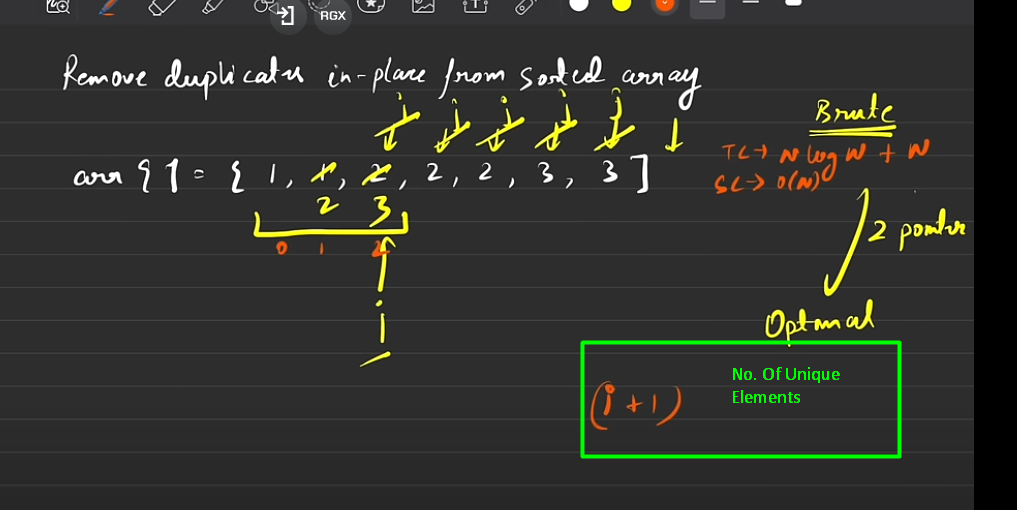 RGX
Remove duplicates in-place from sorted array
j j j j j
Brute
TC → N log N + N
SC → O(N)
arr [ ] = { 1, 1, 2, 2, 2, 3, 3 ]
2 3
0 1 2
2 pointer
i
Optimal
No. Of Unique
Elements
(i + 1)